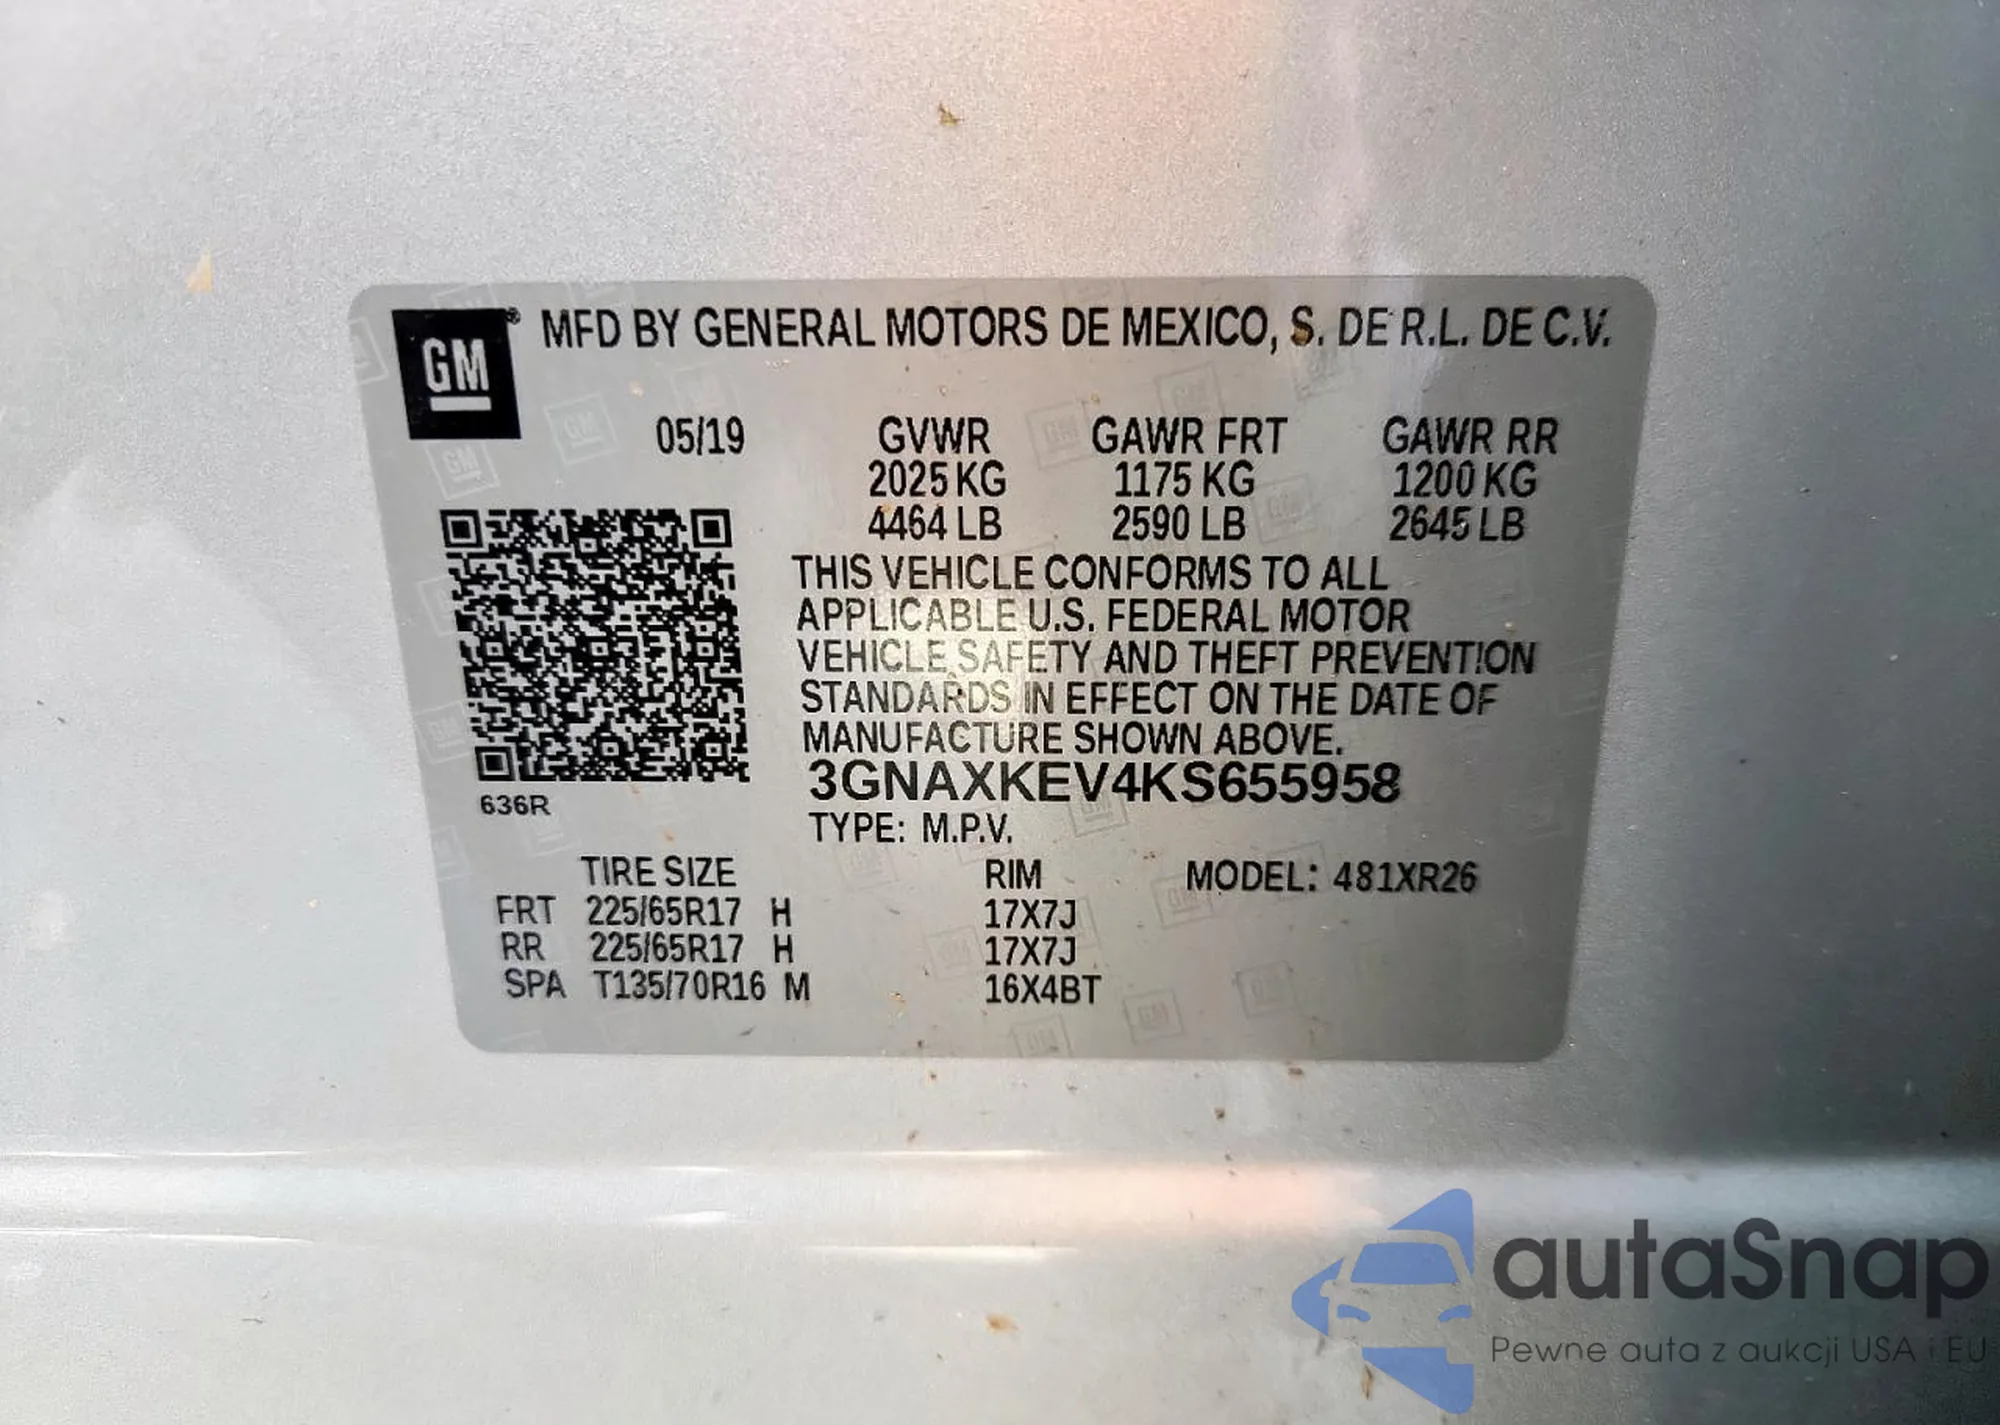 GM® MFD BY GENERAL MOTORS DE MEXICO, S. DE R.L. DE C.V.
05/19 GVWR GAWR FRT GAWR RR
2025 KG 1175 KG 1200 KG
4464 LB 2590 LB 2645 LB
THIS VEHICLE CONFORMS TO ALL
APPLICABLE U.S. FEDERAL MOTOR
VEHICLE SAFETY AND THEFT PREVENTION
STANDARDS IN EFFECT ON THE DATE OF
MANUFACTURE SHOWN ABOVE.
3GNAXKEV4KS655958
636R
TYPE: M.P.V.
TIRE SIZE RIM MODEL: 481XR26
FRT 225/65R17 H 17X7J
RR 225/65R17 H 17X7J
SPA T135/70R16 M 16X4BT
autaSnap
Pewne auta z aukcji USA i EU